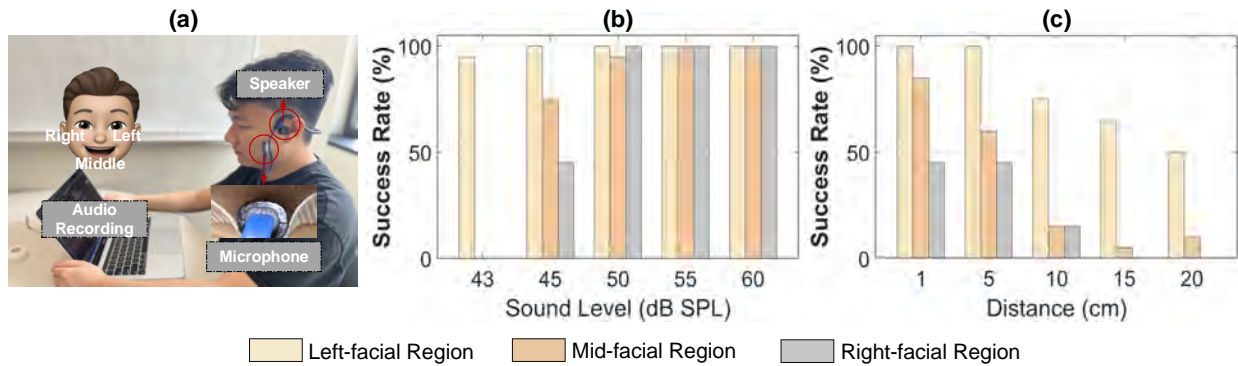 (a)
Speaker
Right
Left
Middle
Audio
Recording
Microphone
(b)
Success Rate (%)
100
50
0
43
45
50
55
60
Sound Level (dB SPL)
(c)
Success Rate (%)
100
50
0
1
5
10
15
20
Distance (cm)
Left-facial Region
Mid-facial Region
Right-facial Region